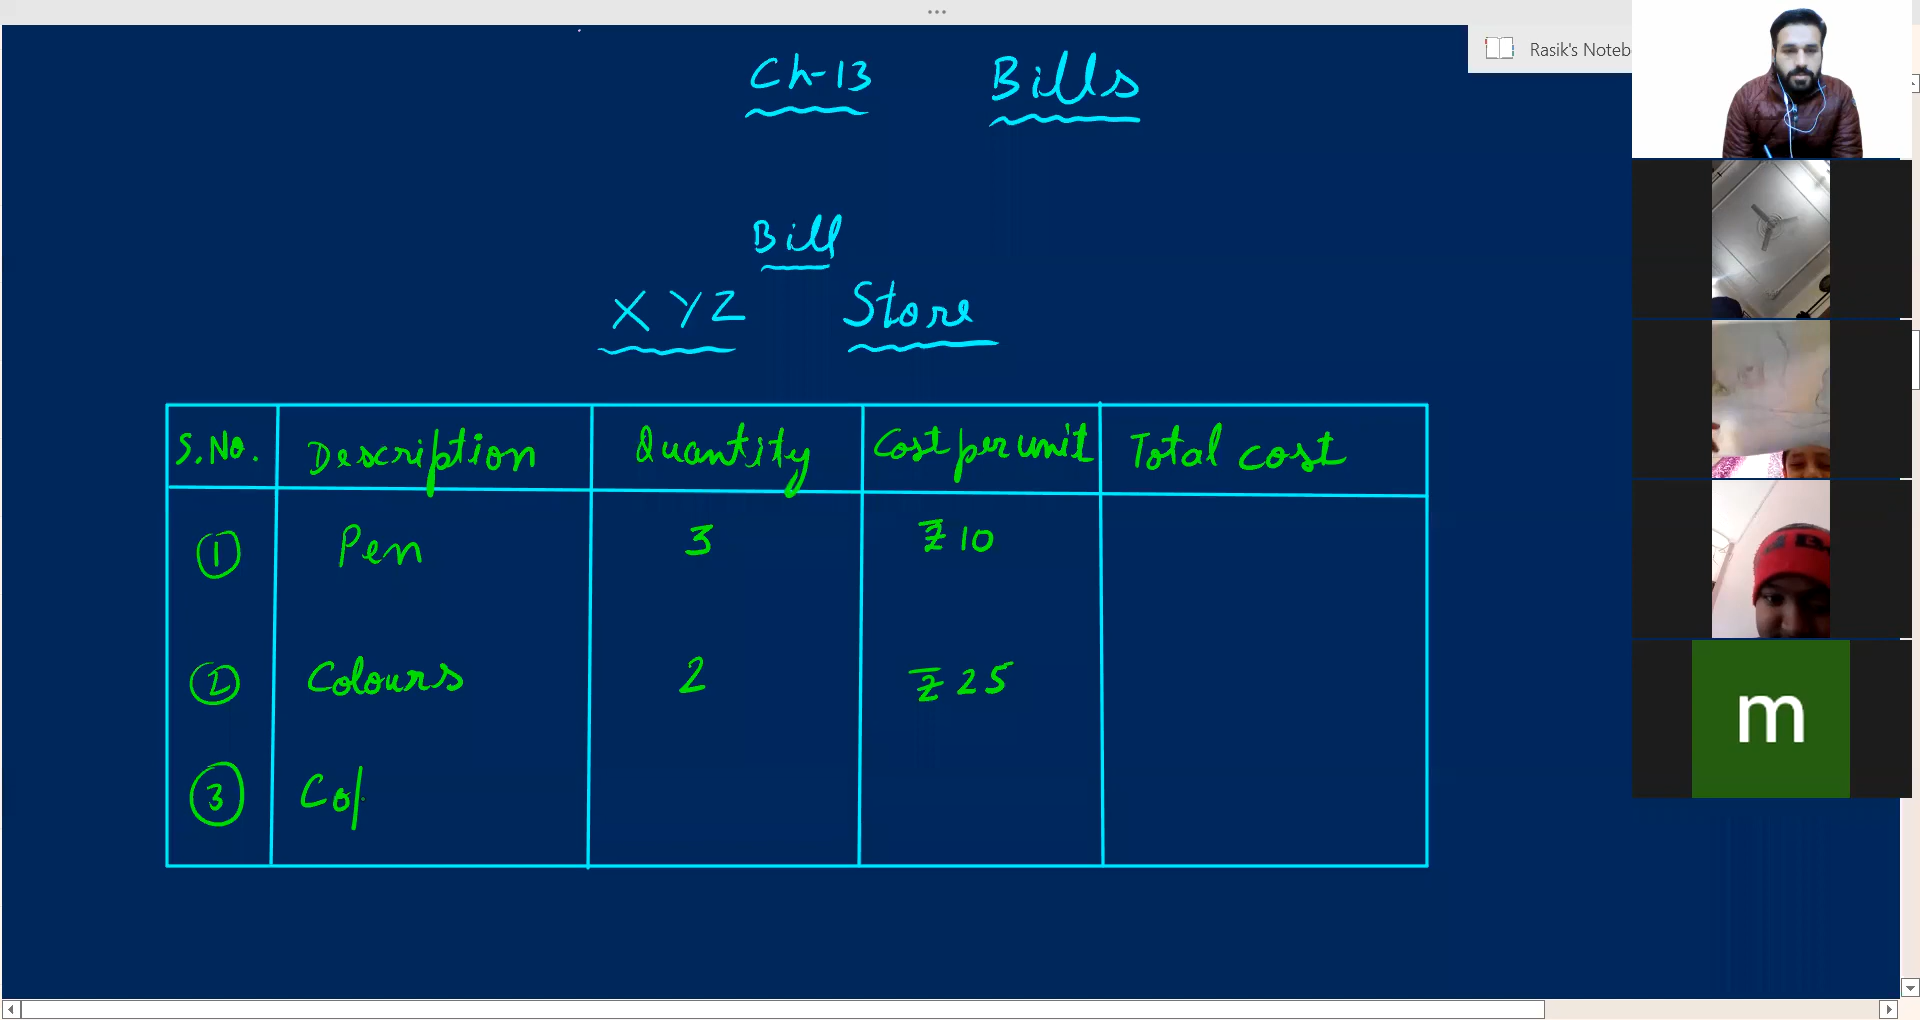 Rasik's Noteb
Ch-13 Bills
Bill
XYZ Store
S.No. Description Quantity Cost per unit Total cost
① Pen 3 ₹10
② Colours 2 ₹25
③ Cop
m